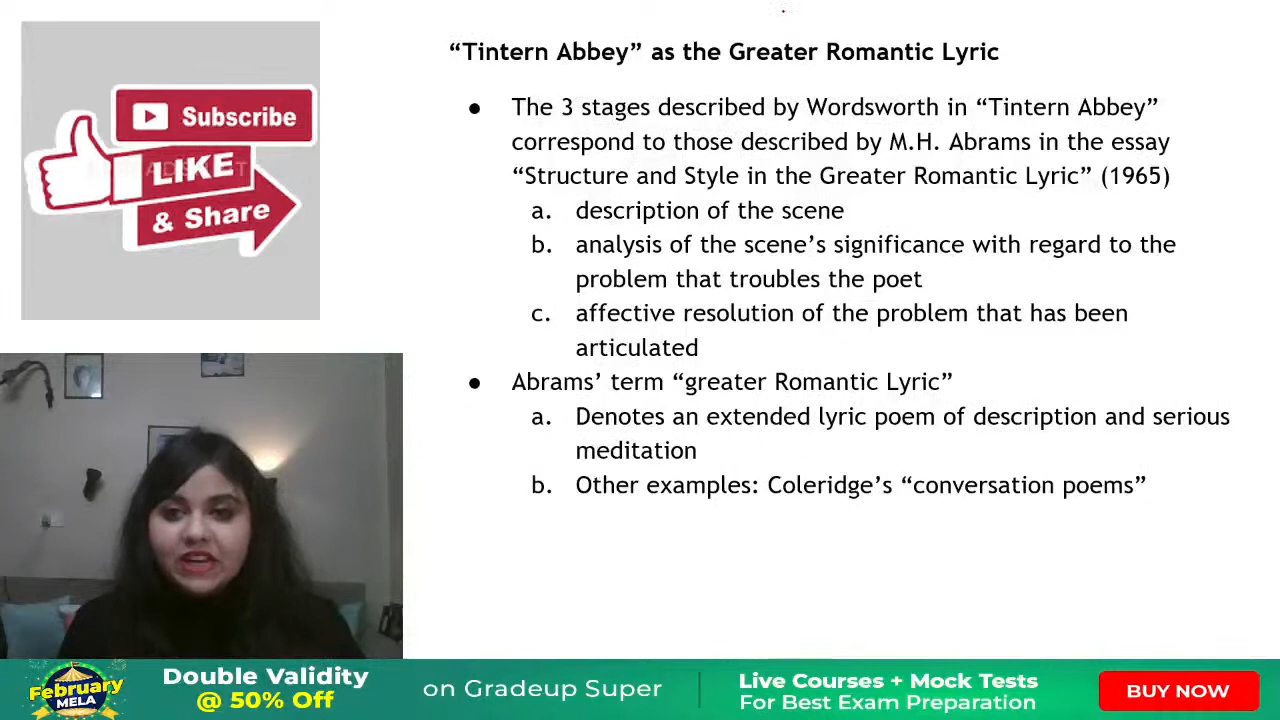 “Tintern Abbey” as the Greater Romantic Lyric
● The 3 stages described by Wordsworth in “Tintern Abbey”
correspond to those described by M.H. Abrams in the essay
“Structure and Style in the Greater Romantic Lyric” (1965)
a. description of the scene
b. analysis of the scene’s significance with regard to the
problem that troubles the poet
c. affective resolution of the problem that has been
articulated
● Abrams’ term “greater Romantic Lyric”
a. Denotes an extended lyric poem of description and serious
meditation
b. Other examples: Coleridge’s “conversation poems”
Subscribe
LIKE
& Share
February
MELA
Double Validity
@ 50% Off
on Gradeup Super
Live Courses + Mock Tests
For Best Exam Preparation
BUY NOW